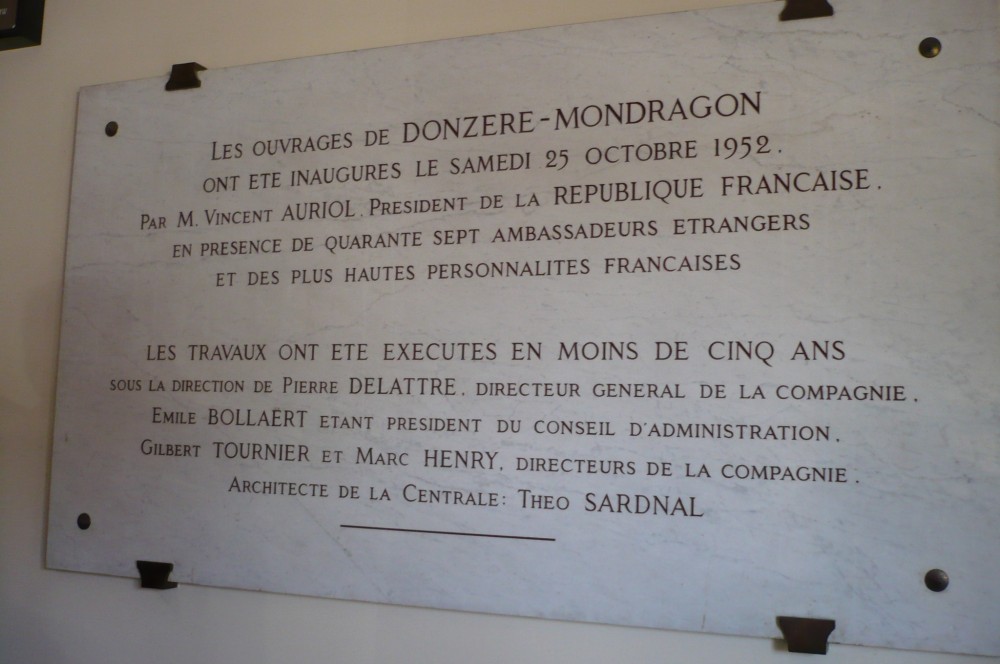 LES OUVRAGES DE DONZERE-MONDRAGON
ONT ETE INAUGURES LE SAMEDI 25 OCTOBRE 1952.
PAR M. VINCENT AURIOL. PRESIDENT DE LA REPUBLIQUE FRANCAISE.
EN PRESENCE DE QUARANTE SEPT AMBASSADEURS ETRANGERS
ET DES PLUS HAUTES PERSONNALITES FRANCAISES
LES TRAVAUX ONT ETE EXECUTES EN MOINS DE CINQ ANS
SOUS LA DIRECTION DE PIERRE DELATTRE. DIRECTEUR GENERAL DE LA COMPAGNIE.
EMILE BOLLAERT ETANT PRESIDENT DU CONSEIL D'ADMINISTRATION.
GILBERT TOURNIER ET MARC HENRY. DIRECTEURS DE LA COMPAGNIE.
ARCHITECTE DE LA CENTRALE: THEO SARDNAL